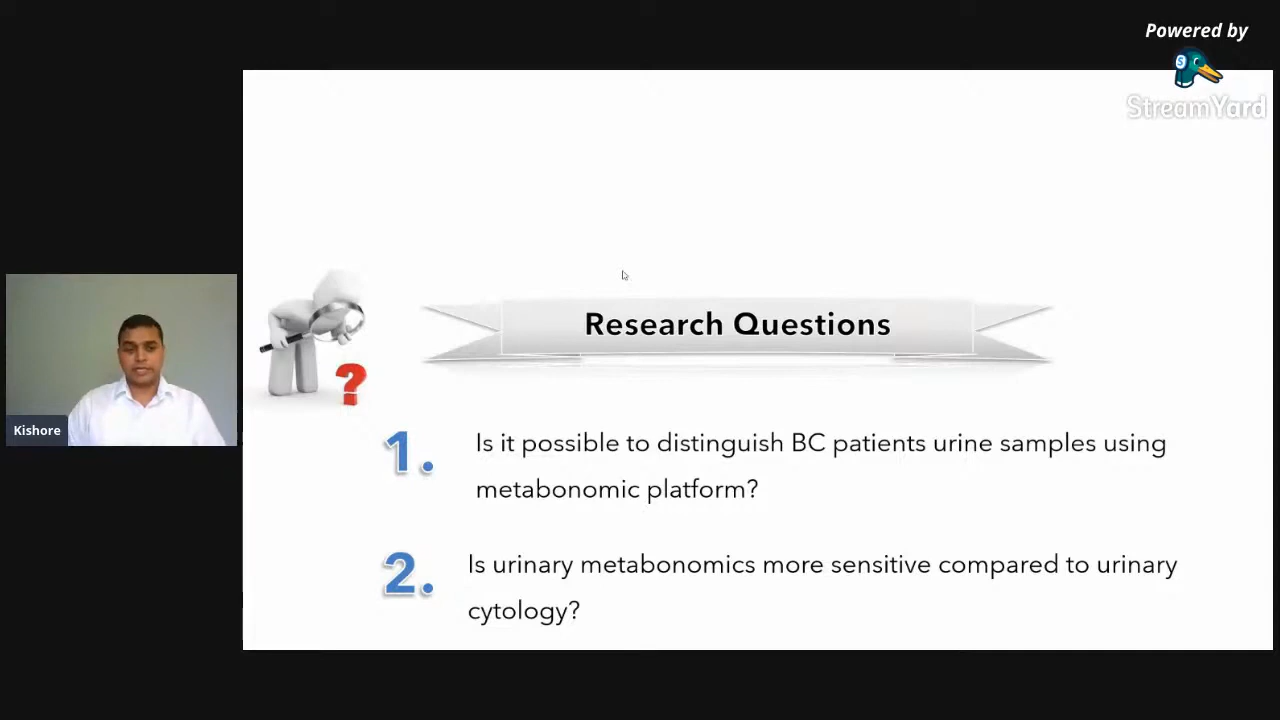 Powered by
StreamYard
Research Questions
1. Is it possible to distinguish BC patients urine samples using
metabonomic platform?
2. Is urinary metabonomics more sensitive compared to urinary
cytology?
Kishore